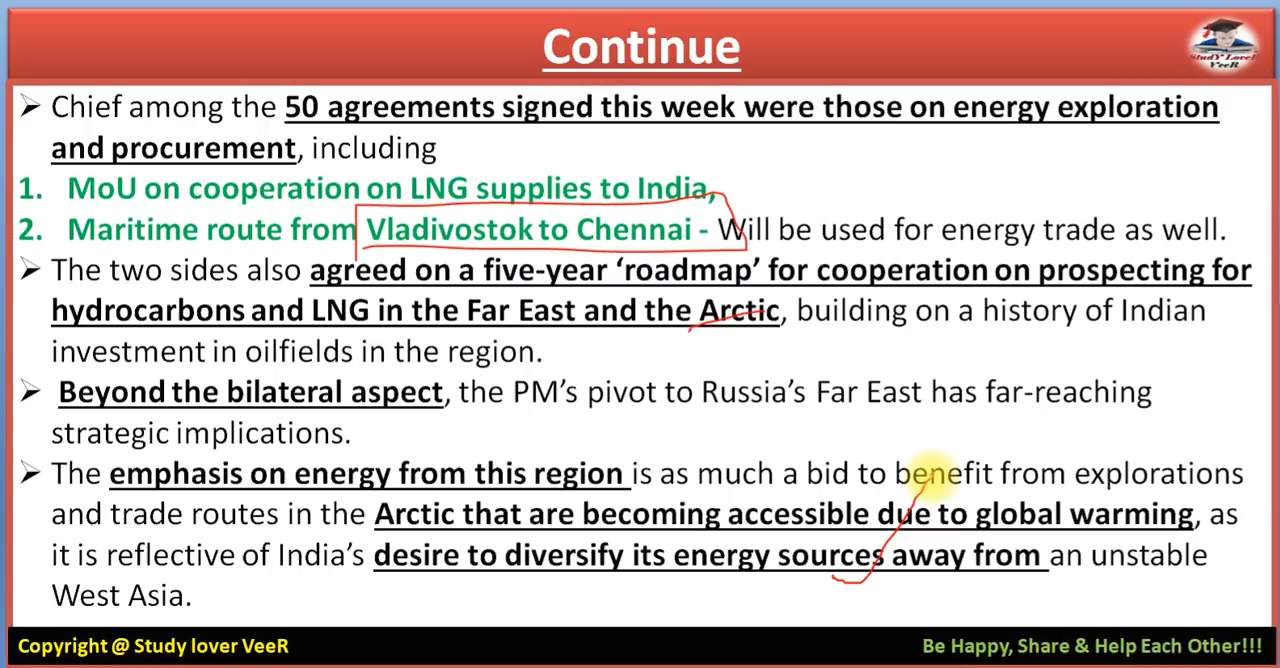 Continue
StudY LoveR
VeeR
➢ Chief among the 50 agreements signed this week were those on energy exploration
and procurement, including
1. MoU on cooperation on LNG supplies to India,
2. Maritime route from Vladivostok to Chennai - Will be used for energy trade as well.
➢ The two sides also agreed on a five-year ‘roadmap’ for cooperation on prospecting for
hydrocarbons and LNG in the Far East and the Arctic, building on a history of Indian
investment in oilfields in the region.
➢ Beyond the bilateral aspect, the PM’s pivot to Russia’s Far East has far-reaching
strategic implications.
➢ The emphasis on energy from this region is as much a bid to benefit from explorations
and trade routes in the Arctic that are becoming accessible due to global warming, as
it is reflective of India’s desire to diversify its energy sources away from an unstable
West Asia.
Copyright @ Study lover VeeR
Be Happy, Share & Help Each Other!!!